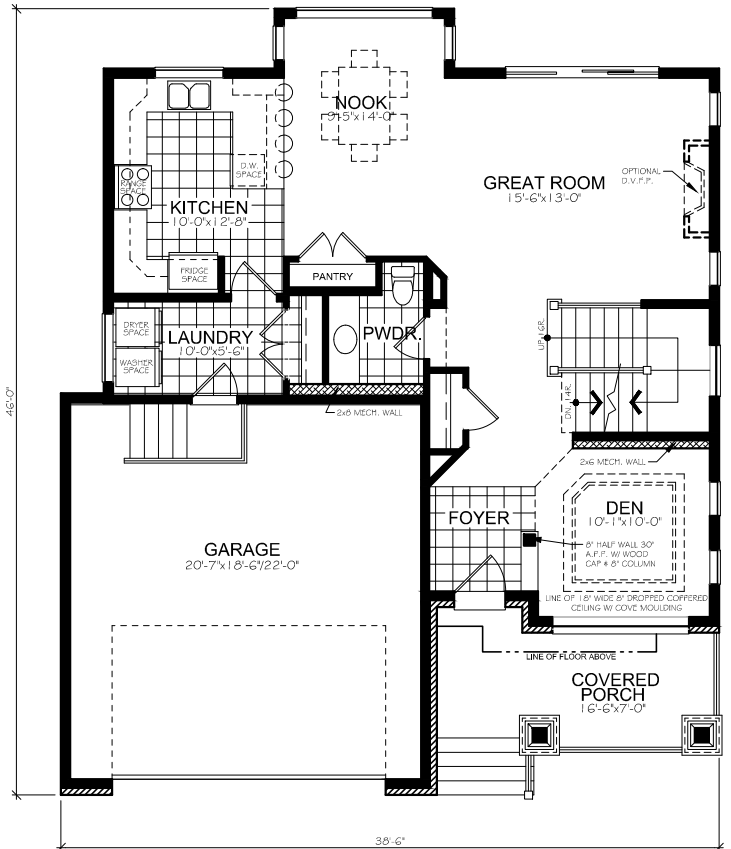 NOOK
9'-5"x14'-0"
D.W.
SPACE
RANGE
SPACE
KITCHEN
10'-0"x12'-8"
GREAT ROOM
15'-6"x13'-0"
OPTIONAL
D.V.F.P.
FRIDGE
SPACE
PANTRY
DRYER
SPACE
LAUNDRY
10'-0"x5'-6"
WASHER
SPACE
PWDR.
UP 16R.
DN. 14R.
2x8 MECH. WALL
46'-0"
2x6 MECH. WALL
FOYER
DEN
10'-1"x10'-0"
8" HALF WALL 30"
A.F.F. W/ WOOD
CAP & 8" COLUMN
LINE OF 18" WIDE 8" DROPPED COFFERED
CEILING W/ COVE MOULDING
GARAGE
20'-7"x18'-6"/22'-0"
LINE OF FLOOR ABOVE
COVERED
PORCH
16'-6"x7'-0"
38'-6"